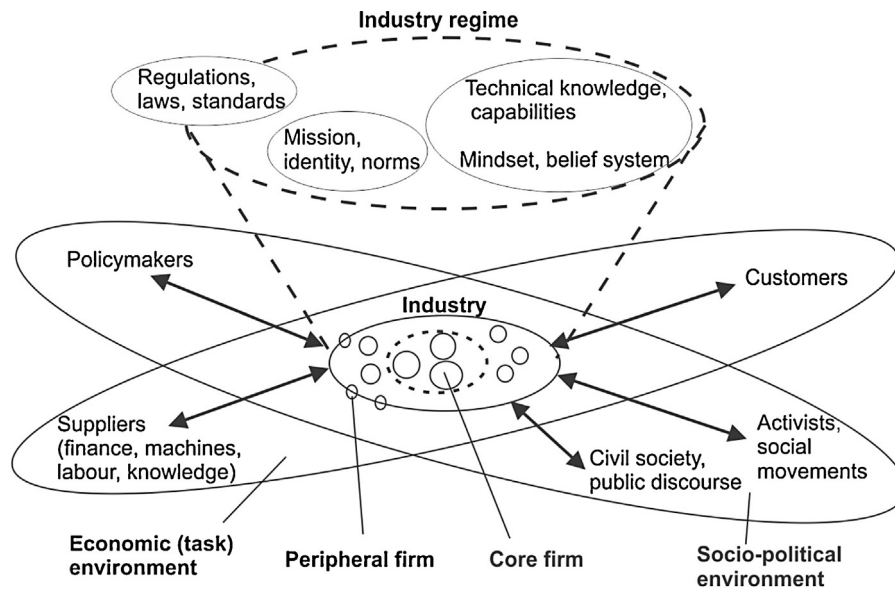 Industry regime
Regulations,
laws, standards
Technical knowledge,
capabilities
Mission,
identity, norms
Mindset, belief system
Policymakers
Customers
Industry
Suppliers
(finance, machines,
labour, knowledge)
Activists,
social
movements
Civil society,
public discourse
Economic (task)
environment
Peripheral firm
Core firm
Socio-political
environment